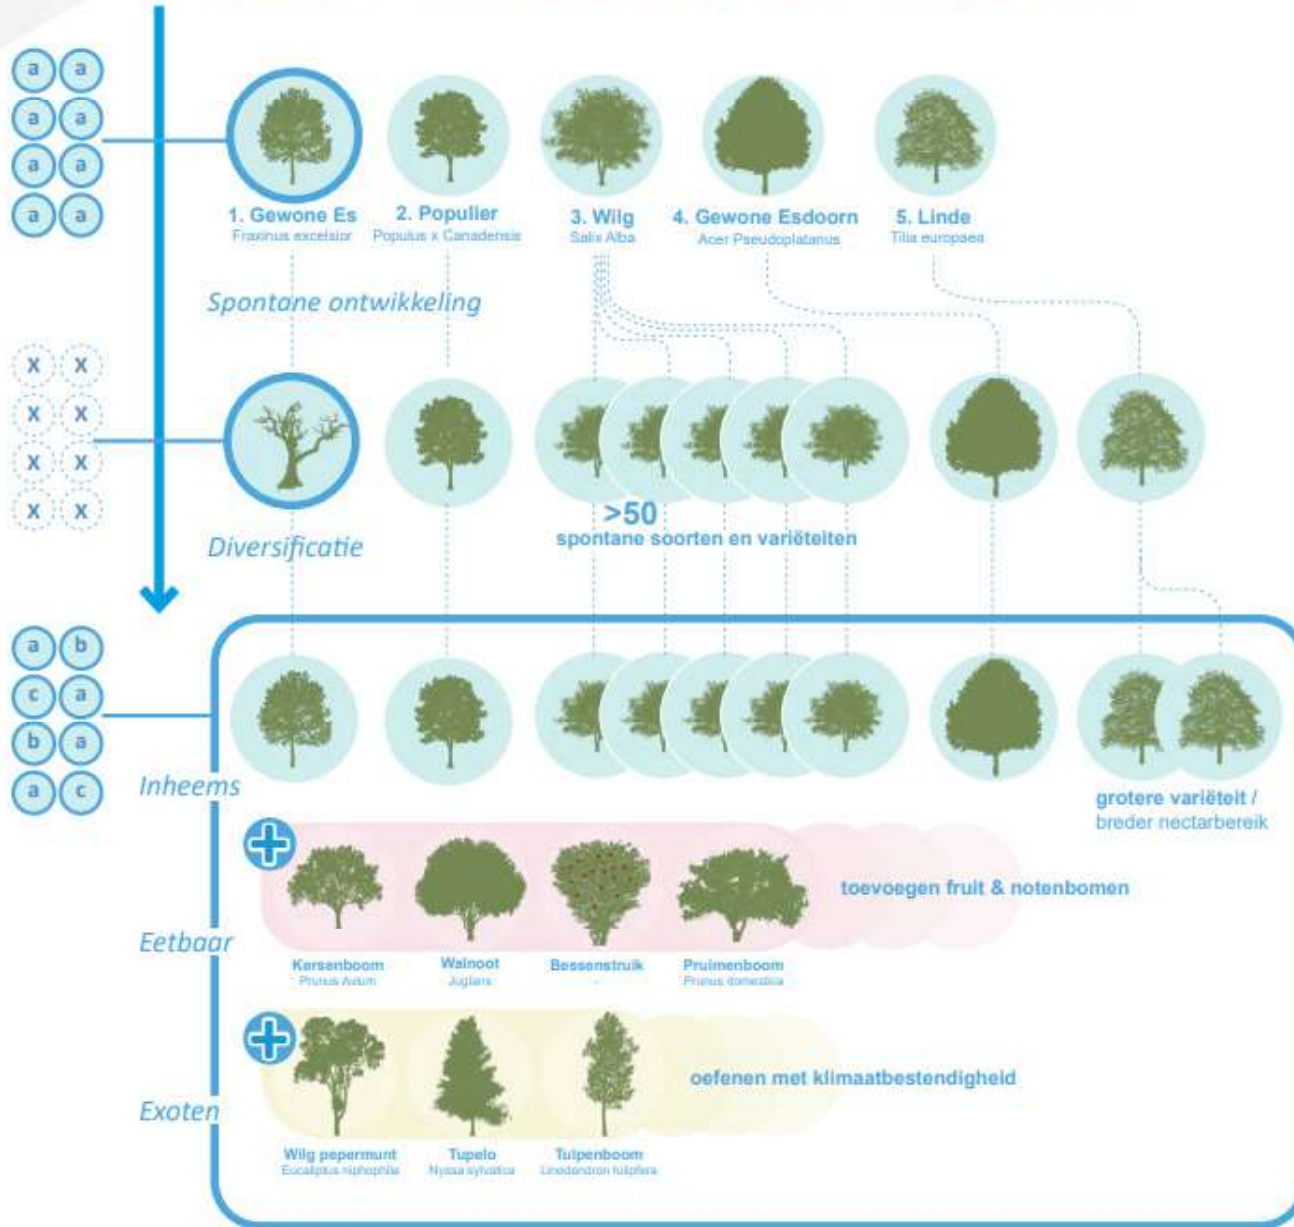 a a
a a
a a
a a
1. Gewone Es
Fraxinus excelsior
2. Populier
Populus x Canadensis
3. Wilg
Salix Alba
4. Gewone Esdoorn
Acer Pseudoplatanus
5. Linde
Tilia europaea
Spontane ontwikkeling
x x
x x
x x
x x
>50
spontane soorten en variëteiten
Diversificatie
a b
c a
b a
a c
Inheems
grotere variëteit /
breder nectarbereik
toevoegen fruit & notenbomen
Eetbaar
Kersenboom
Prunus Avium
Walnoot
Juglans
Bessenstruik
-
Pruimenboom
Prunus domestica
oefenen met klimaatbestendigheid
Exoten
Wilg pepermunt
Eucaliptus niphophila
Tupelo
Nyssa sylvatica
Tulpenboom